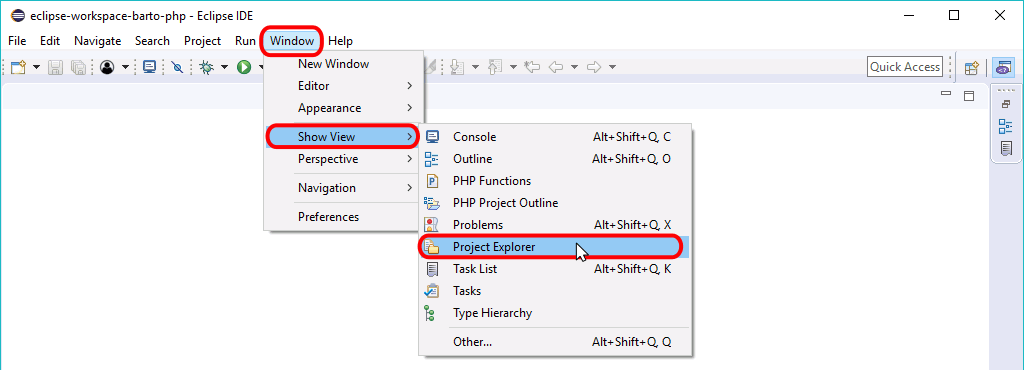 eclipse-workspace-barto-php - Eclipse IDE
File Edit Navigate Search Project Run Window Help
New Window
Quick Access
Editor
Appearance
Show View
Console Alt+Shift+Q, C
Perspective
Outline Alt+Shift+Q, O
PHP Functions
Navigation
PHP Project Outline
Preferences
Problems Alt+Shift+Q, X
Project Explorer
Task List Alt+Shift+Q, K
Tasks
Type Hierarchy
Other... Alt+Shift+Q, Q